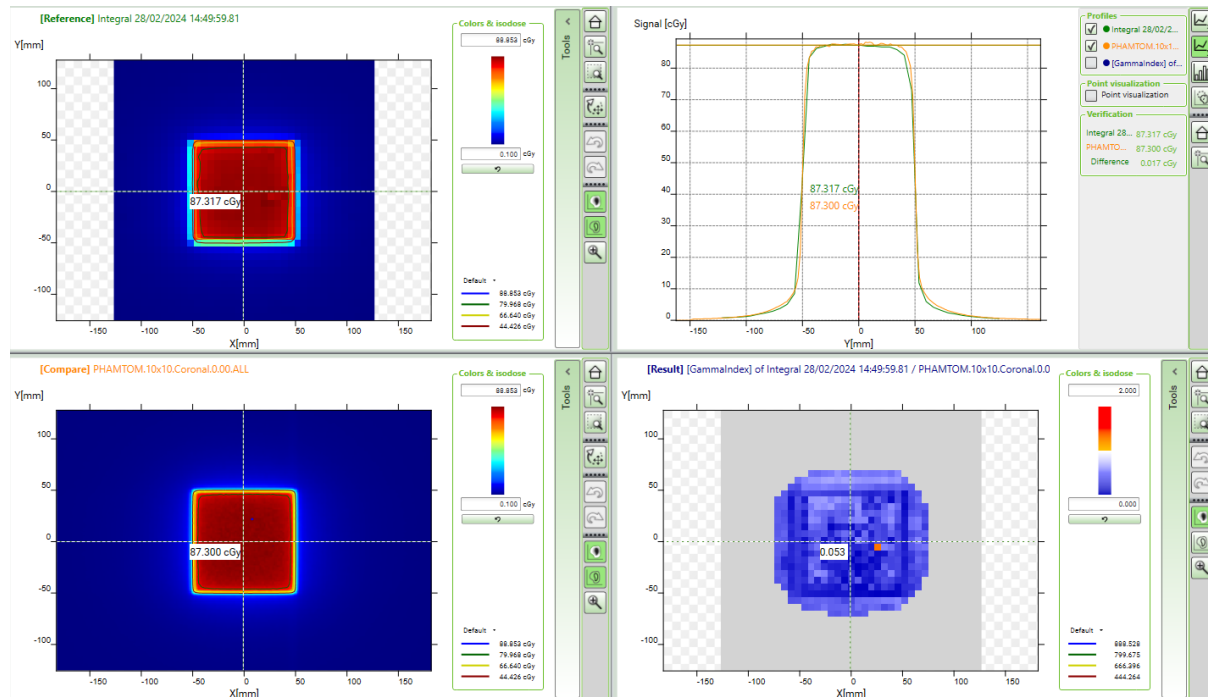 [Reference] Integral 28/02/2024 14:49:59.81
Y[mm]
100
50
0
-50
-100
87.317 cGy
-150 -100 -50 0 50 100 150
X[mm]
Colors & isodose
88.853 cGy
0.100 cGy
Default
88.853 cGy
79.968 cGy
66.640 cGy
44.426 cGy
Tools
Signal [cGy]
80
70
60
50
40
30
20
10
0
87.317 cGy
87.300 cGy
-150 -100 -50 0 50 100
Y[mm]
Profiles
Integral 28/02/2...
PHAMTOM.10x1...
[GammaIndex] of...
Point visualization
Point visualization
Verification
Integral 28... 87.317 cGy
PHAMTO... 87.300 cGy
Difference 0.017 cGy
[Compare] PHAMTOM.10x10.Coronal.0.00.ALL
Y[mm]
100
50
0
-50
-100
87.300 cGy
-150 -100 -50 0 50 100 150
X[mm]
Colors & isodose
88.853 cGy
0.100 cGy
Default
88.853 cGy
79.968 cGy
66.640 cGy
44.426 cGy
Tools
[Result] [GammaIndex] of Integral 28/02/2024 14:49:59.81 / PHAMTOM.10x10.Coronal.0.0
Y[mm]
100
50
0
-50
-100
0.053
-150 -100 -50 0 50 100 150
X[mm]
Colors & isodose
2.000
0.000
Default
888.528
799.675
666.396
444.264
Tools